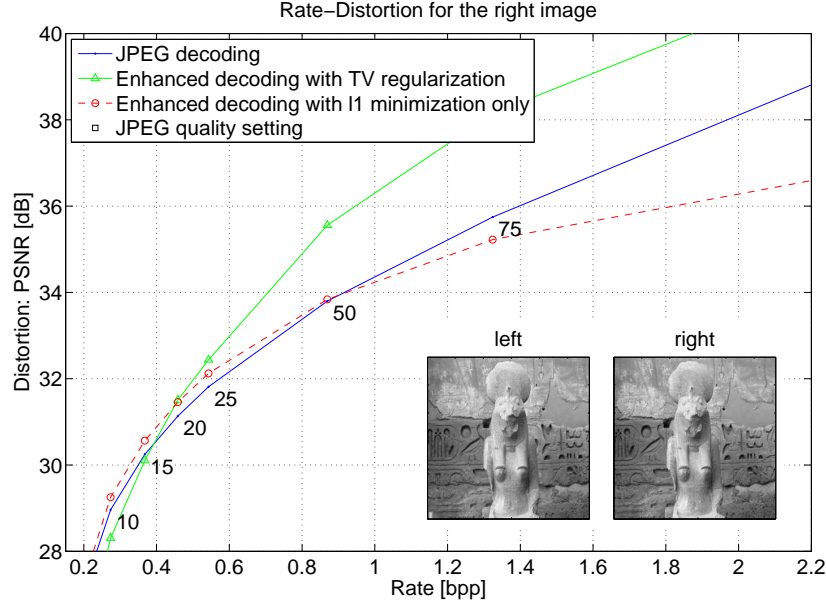 Rate−Distortion for the right image
40
38
36
34
32
30
28
Distortion: PSNR [dB]
JPEG decoding
Enhanced decoding with TV regularization
Enhanced decoding with l1 minimization only
JPEG quality setting
75
50
25
20
15
10
left
right
0.2 0.4 0.6 0.8 1 1.2 1.4 1.6 1.8 2 2.2
Rate [bpp]